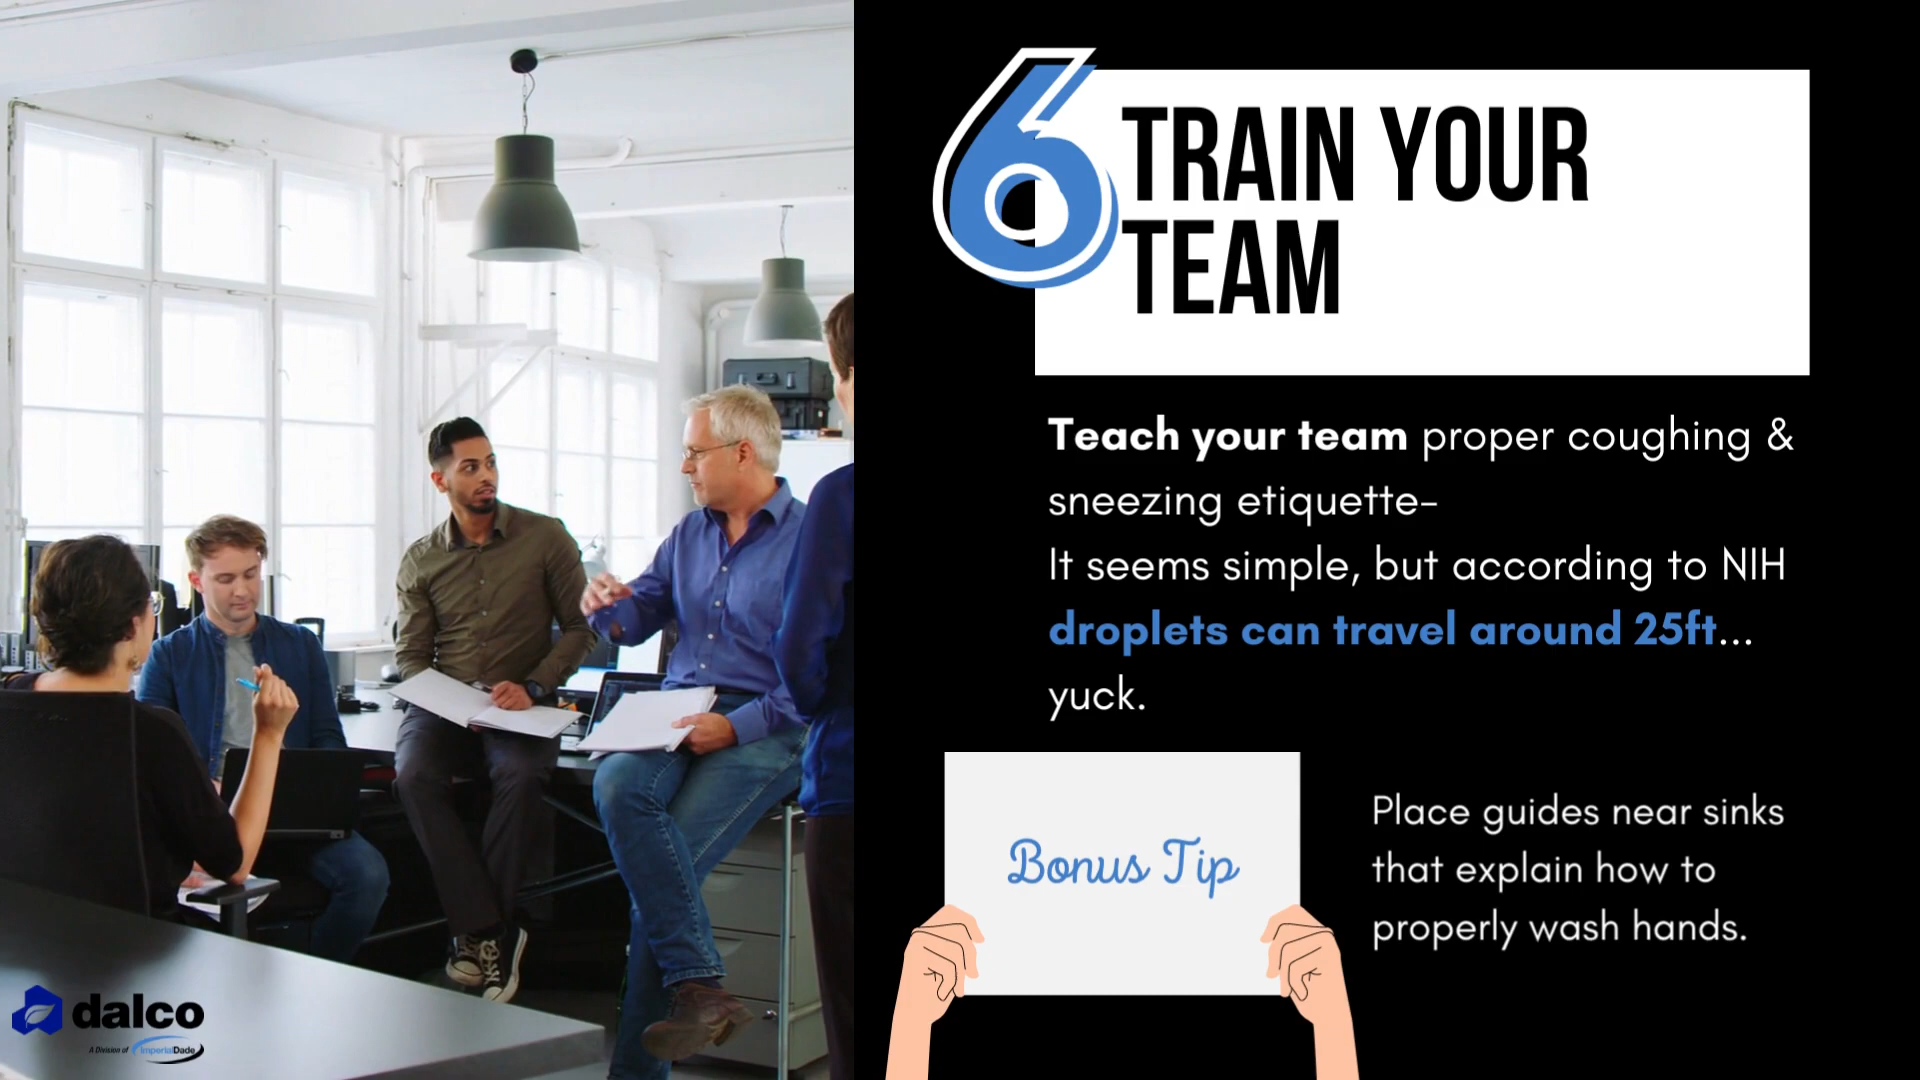 6
TRAIN YOUR
TEAM
Teach your team proper coughing &
sneezing etiquette-
It seems simple, but according to NIH
droplets can travel around 25ft...
yuck.
Bonus Tip
Place guides near sinks
that explain how to
properly wash hands.
dalco
A Division of ImperialDade